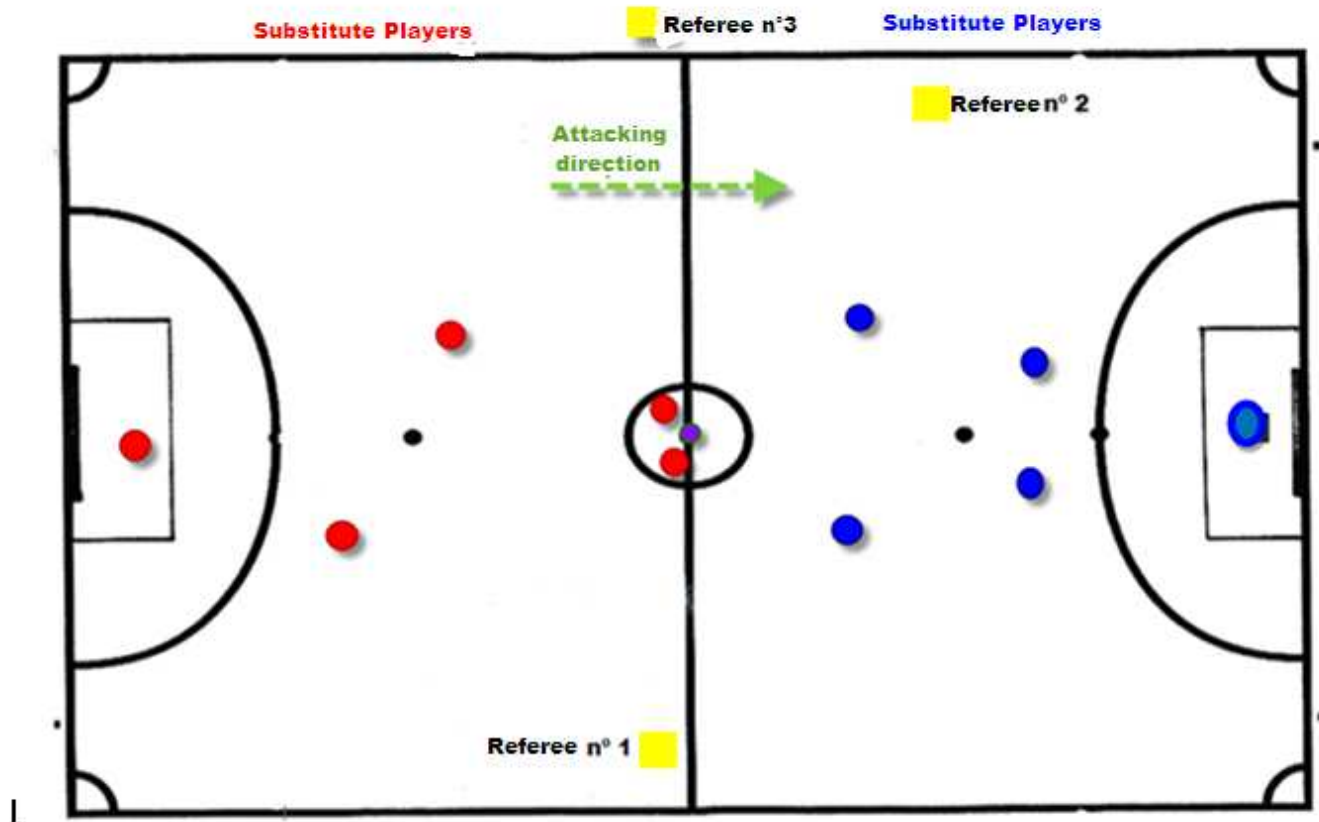 Substitute Players
Referee n°3
Substitute Players
Referee nº 2
Attacking
direction
Referee nº 1